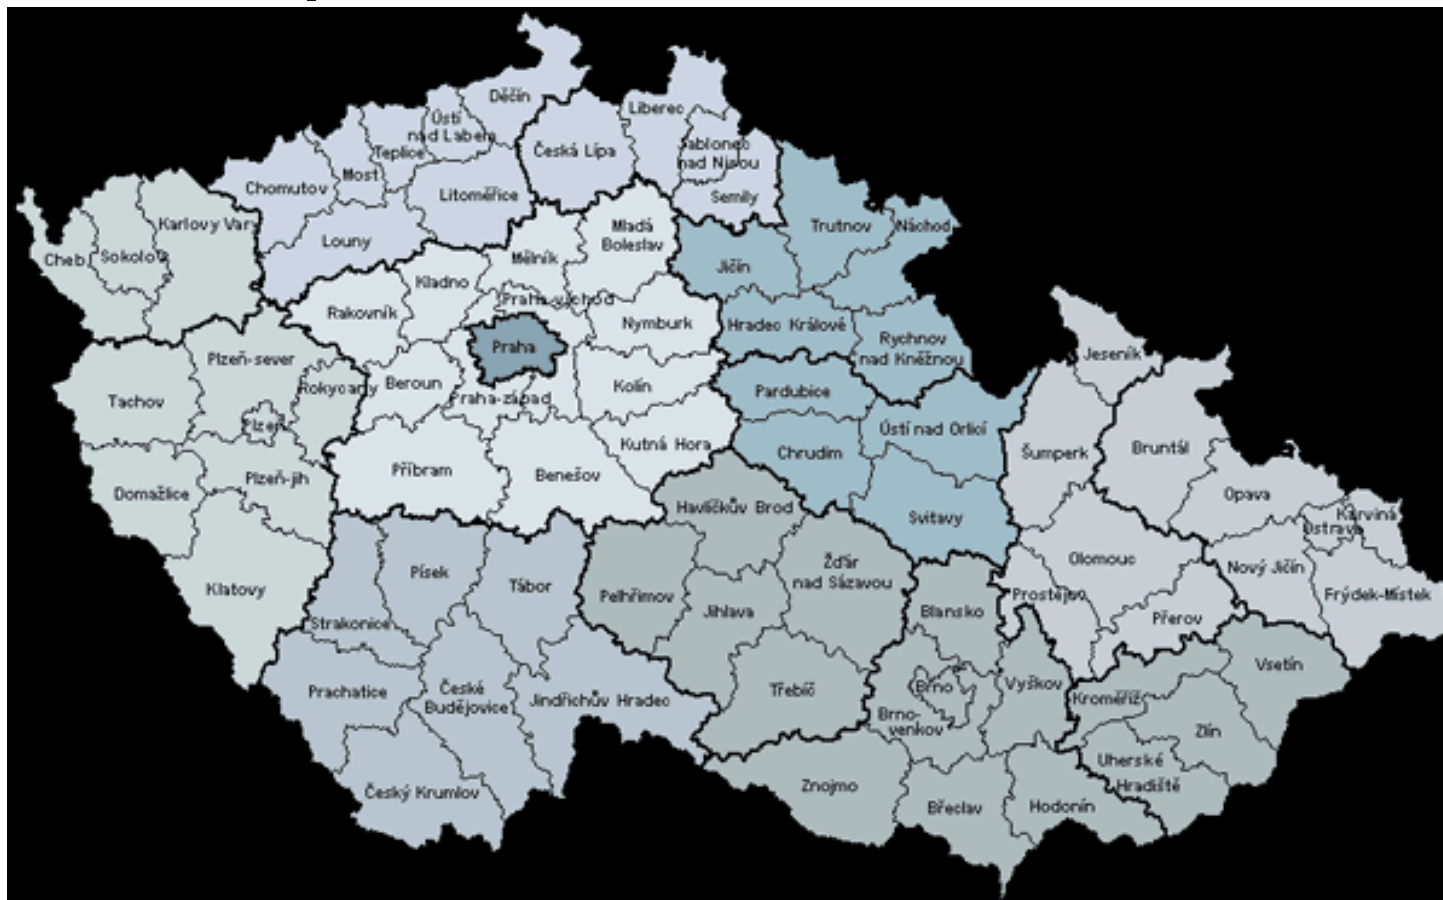 Děčín
Liberec
Ústí
nad Labem
Teplice
Česká Lípa
Jablonec
nad Nisou
Most
Chomutov
Litoměřice
Semily
Karlovy Vary
Mladá
Boleslav
Trutnov
Náchod
Louny
Cheb
Sokolov
Mělník
Jičín
Kladno
Praha-východ
Rakovník
Nymburk
Hradec Králové
Rychnov
nad Kněžnou
Praha
Plzeň-sever
Jeseník
Rokycany
Beroun
Kolín
Pardubice
Tachov
Praha-západ
Plzeň
Ústí nad Orlicí
Kutná Hora
Chrudim
Šumperk
Bruntál
Příbram
Benešov
Plzeň-jih
Domažlice
Opava
Havlíčkův Brod
Svitavy
Karviná
Ostrava
Olomouc
Žďár
nad Sázavou
Písek
Tábor
Nový Jičín
Klatovy
Pelhřimov
Prostějov
Frýdek-Místek
Jihlava
Blansko
Přerov
Strakonice
Vsetín
Prachatice
České
Budějovice
Třebíč
Brno
Vyškov
Jindřichův Hradec
Kroměříž
Brno-
venkov
Zlín
Uherské
Hradiště
Znojmo
Český Krumlov
Břeclav
Hodonín